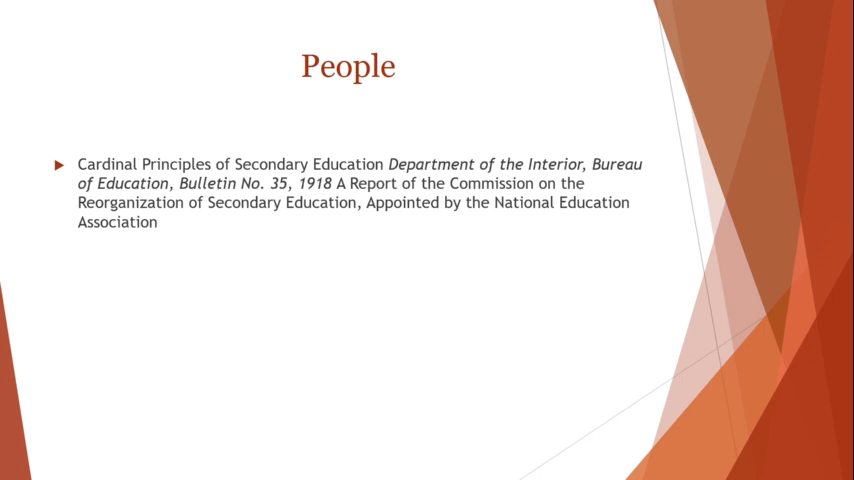 People
Cardinal Principles of Secondary Education Department of the Interior, Bureau
of Education, Bulletin No. 35, 1918 A Report of the Commission on the
Reorganization of Secondary Education, Appointed by the National Education
Association